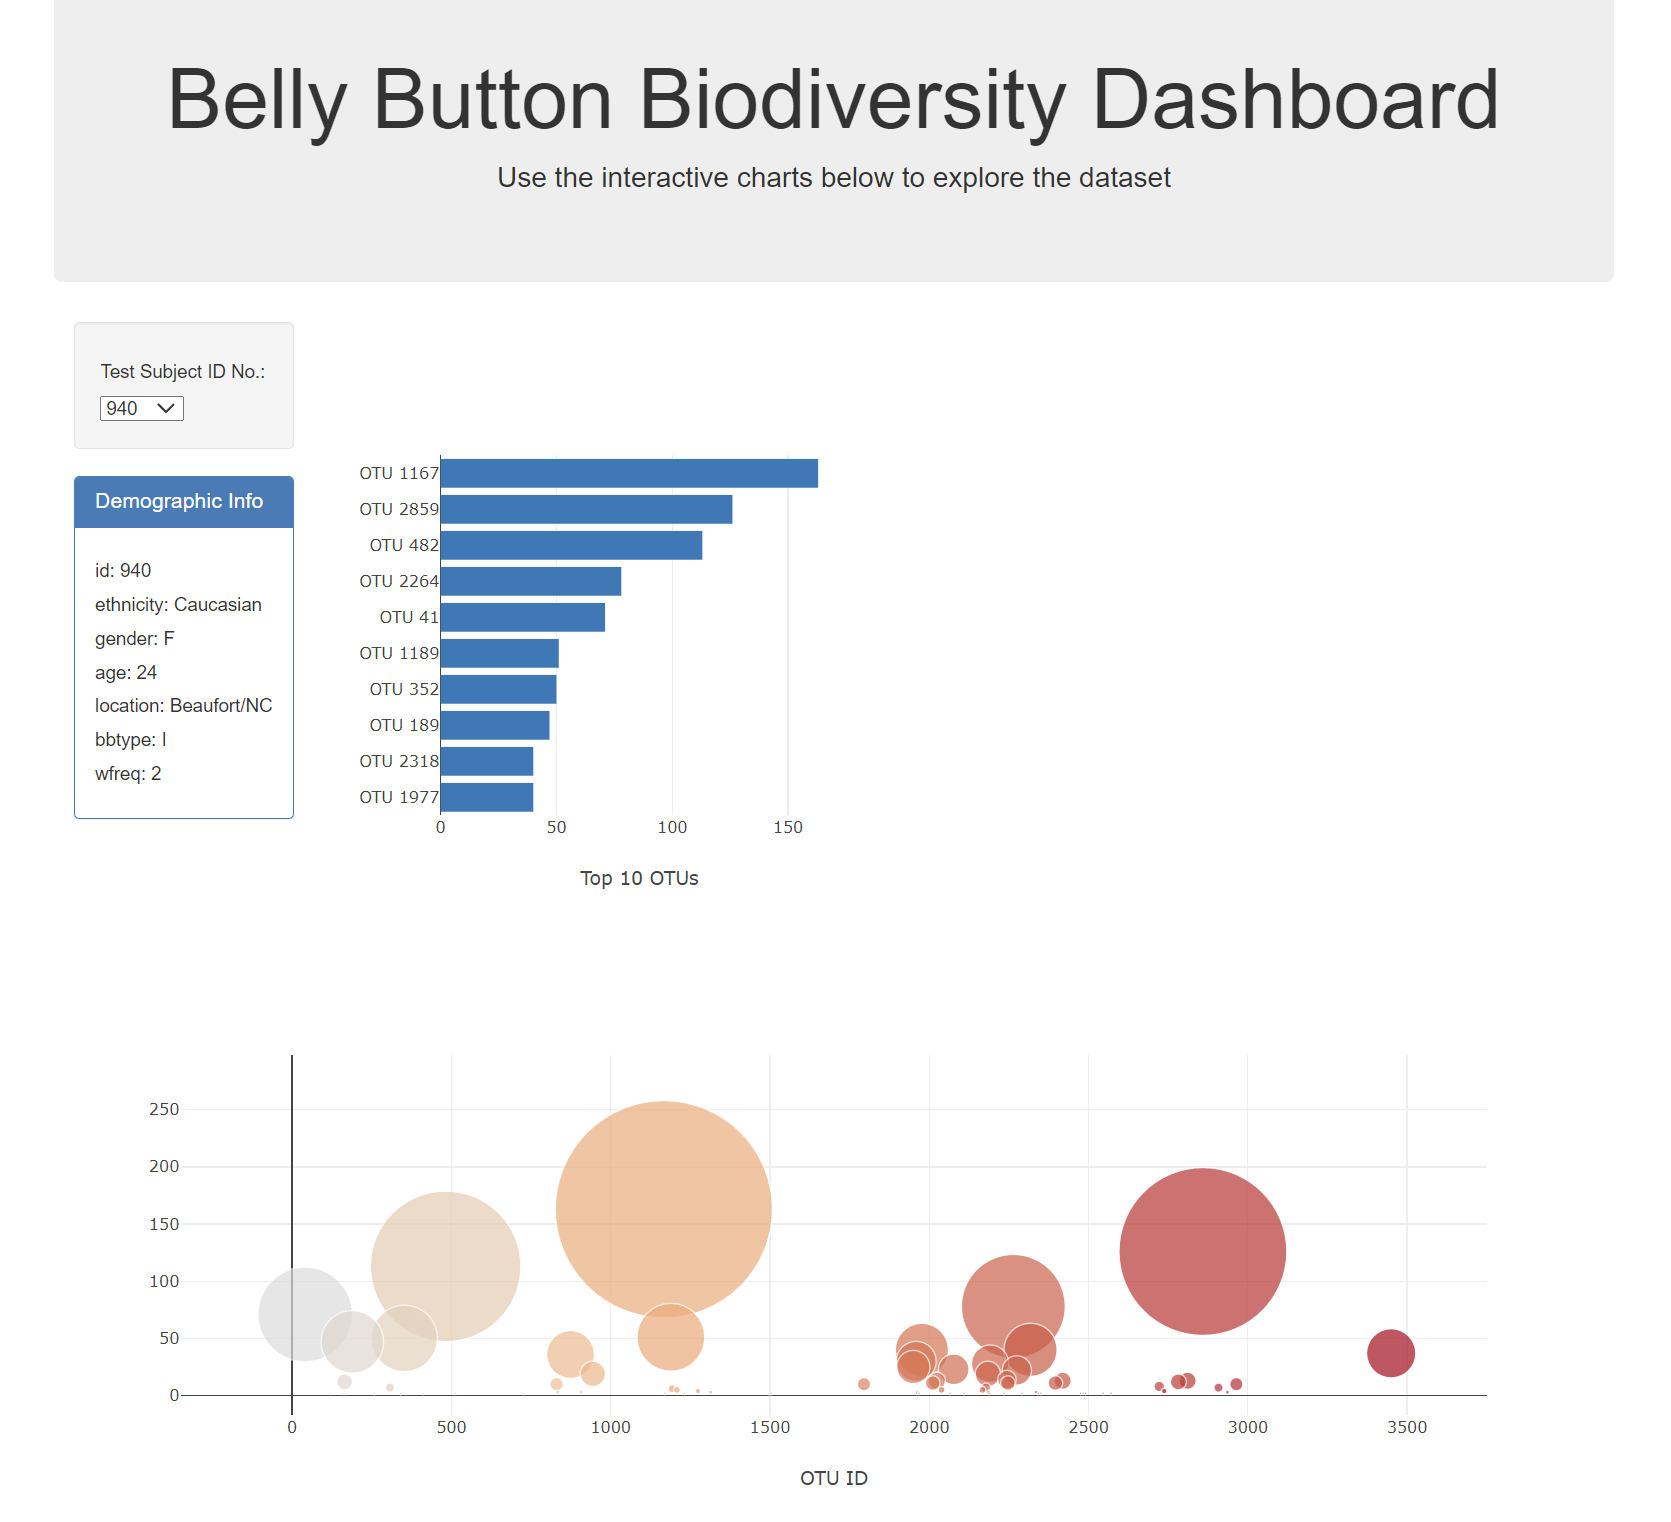 Belly Button Biodiversity Dashboard
Use the interactive charts below to explore the dataset
Test Subject ID No.:
940
Demographic Info
id: 940
ethnicity: Caucasian
gender: F
age: 24
location: Beaufort/NC
bbtype: I
wfreq: 2
OTU 1167
OTU 2859
OTU 482
OTU 2264
OTU 41
OTU 1189
OTU 352
OTU 189
OTU 2318
OTU 1977
0 50 100 150
Top 10 OTUs
250
200
150
100
50
0
0 500 1000 1500 2000 2500 3000 3500
OTU ID